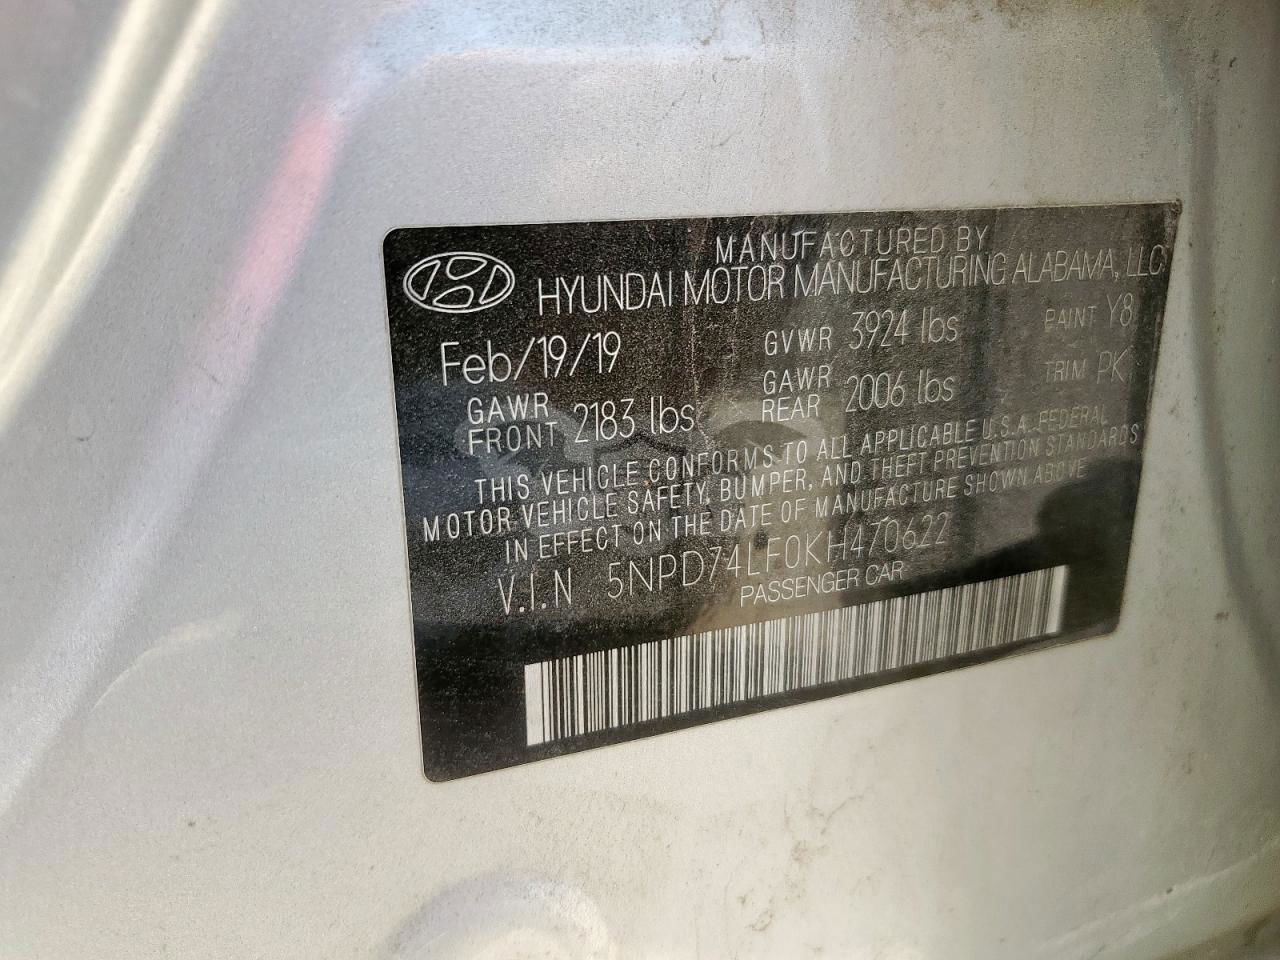 MANUFACTURED BY
HYUNDAI MOTOR MANUFACTURING ALABAMA, LLC
Feb/19/19 GVWR 3924 lbs PAINT Y8
GAWR FRONT 2183 lbs GAWR REAR 2006 lbs TRIM PK
THIS VEHICLE CONFORMS TO ALL APPLICABLE U.S.A. FEDERAL
MOTOR VEHICLE SAFETY, BUMPER, AND THEFT PREVENTION STANDARDS
IN EFFECT ON THE DATE OF MANUFACTURE SHOWN ABOVE
V.I.N 5NPD74LF0KH470622
PASSENGER CAR